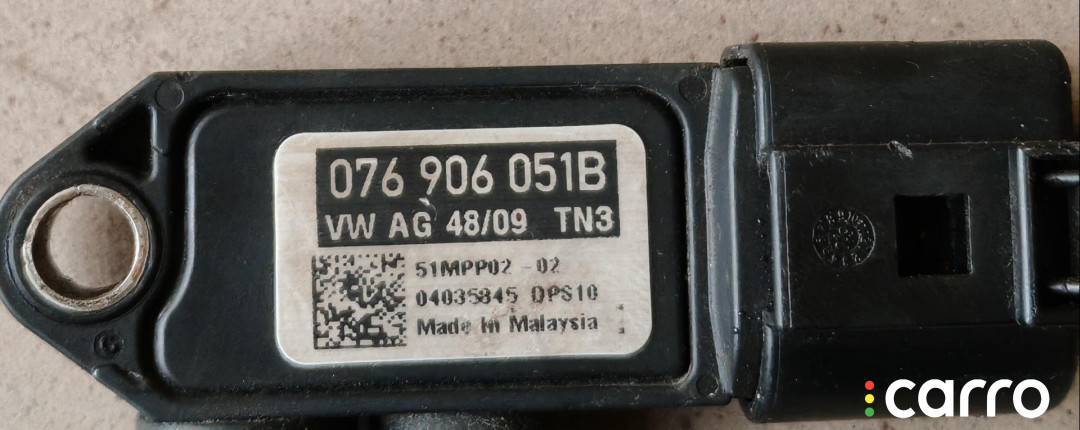 076 906 051B
VW AG 48/09 TN3
51MPP02-02
04035845 DPS10
Made In Malaysia
carro